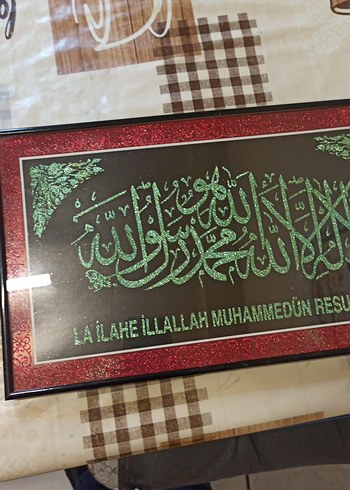 لا إله إلا الله محمد رسول الله
LA İLAHE İLLALLAH MUHAMMEDÜN RESU